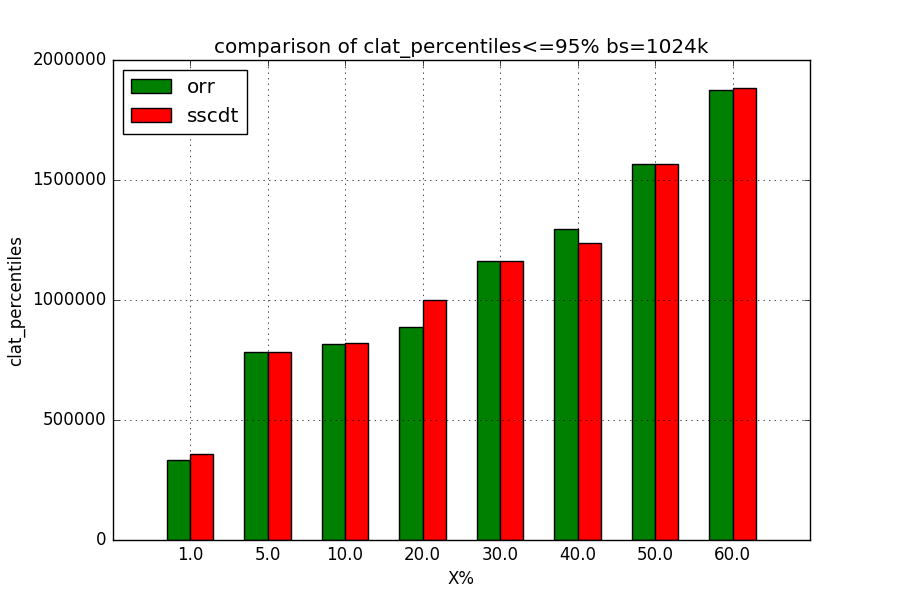 comparison of clat_percentiles<=95% bs=1024k
2000000
1500000
1000000
500000
0
clat_percentiles
orr
sscdt
1.0 5.0 10.0 20.0 30.0 40.0 50.0 60.0
X%